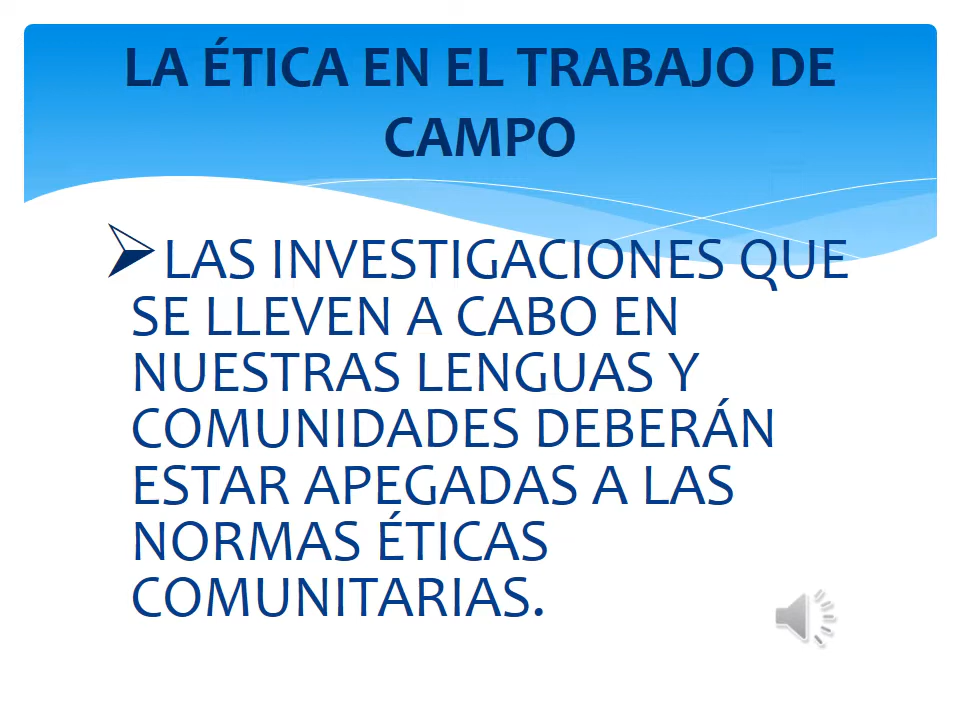 LA ÉTICA EN EL TRABAJO DE
CAMPO
LAS INVESTIGACIONES QUE
SE LLEVEN A CABO EN
NUESTRAS LENGUAS Y
COMUNIDADES DEBERÁN
ESTAR APEGADAS A LAS
NORMAS ÉTICAS
COMUNITARIAS.